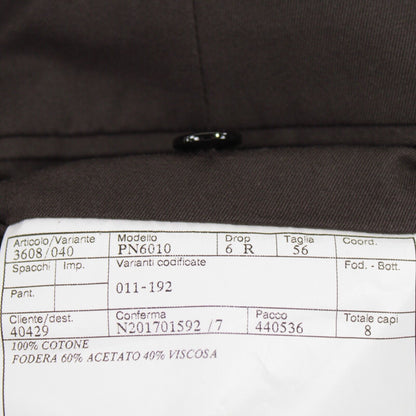 Articolo/Variante Modello Drop Taglia Coord.
3608/040 PN6010 6 R 56
Spacchi Imp. Varianti codificate Fod. - Bott.
Pant. 011-192
Cliente/dest. Conferma Pacco Totale capi
40429 N201701592 /7 440536 8
100% COTONE
FODERA 60% ACETATO 40% VISCOSA